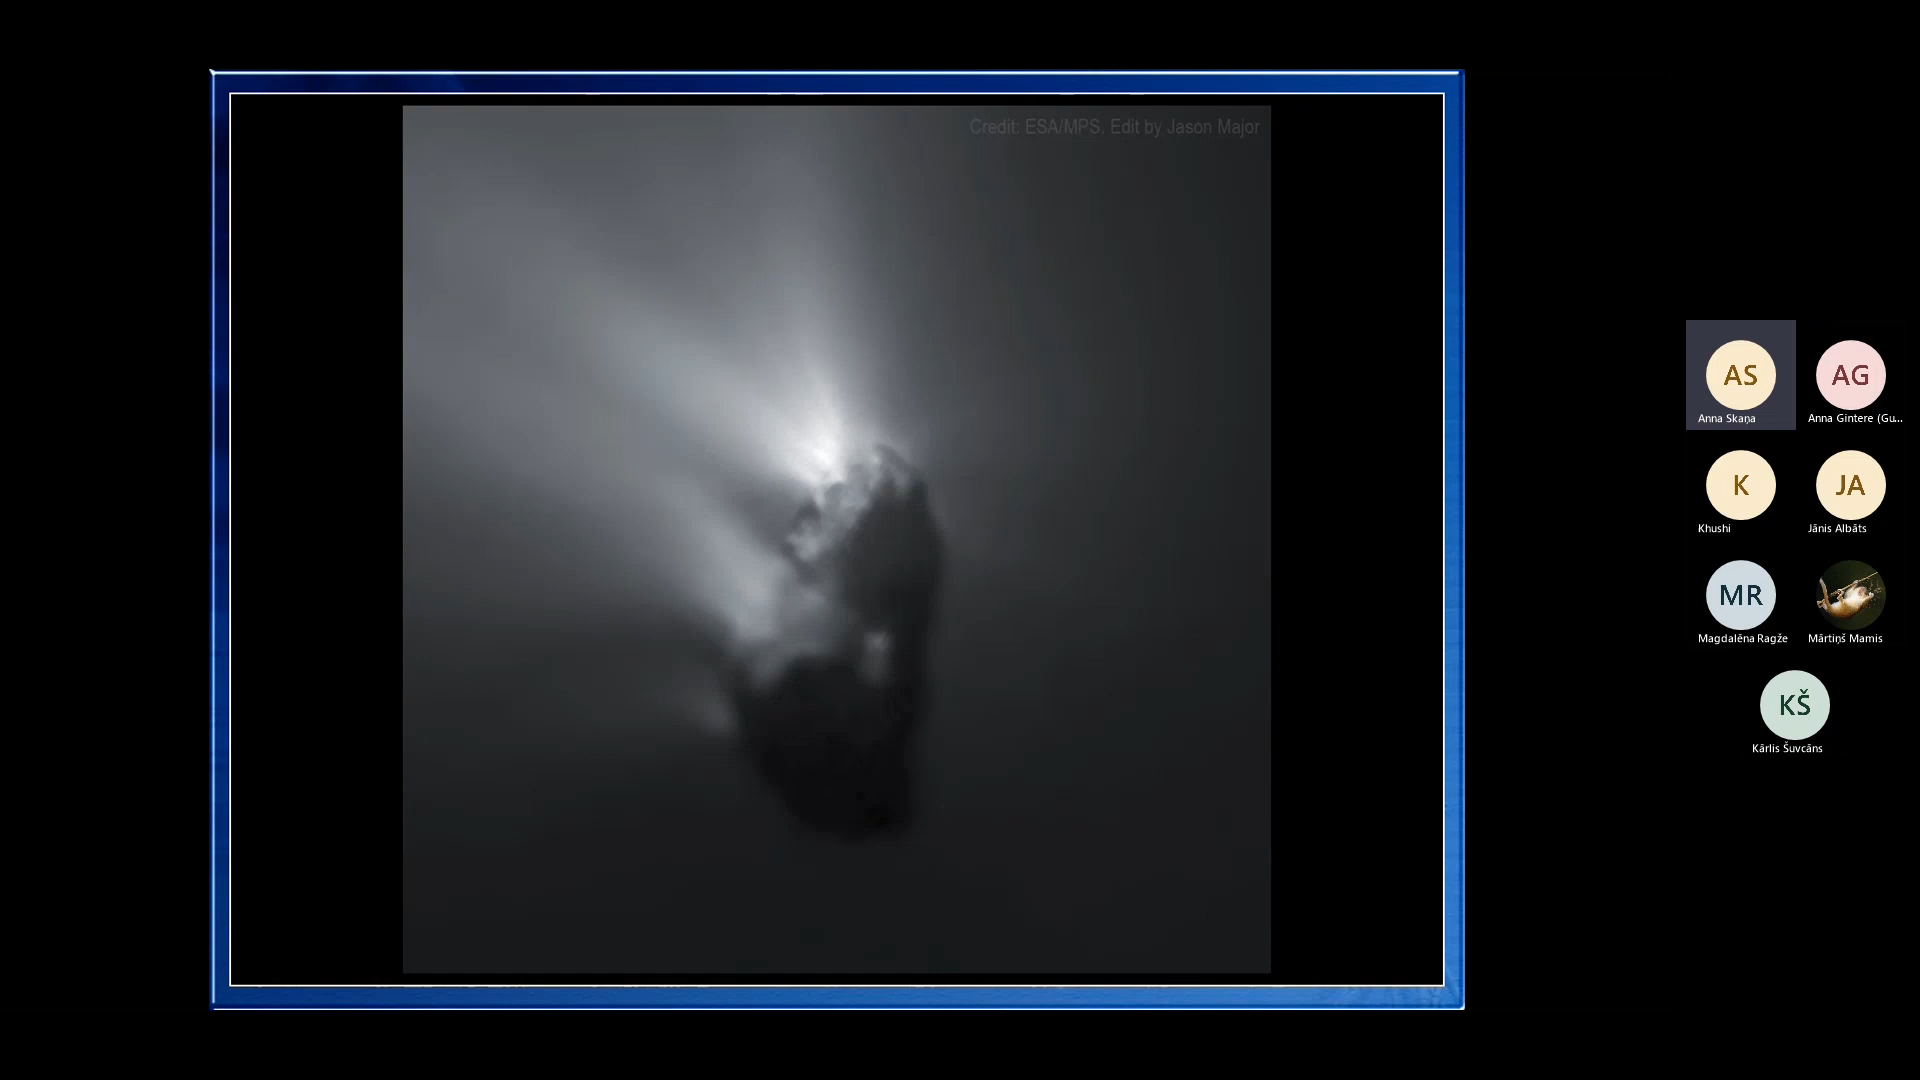 Credit: ESA/MPS. Edit by Jason Major
AS
Anna Skaņa
AG
Anna Gintere (Gu...
K
Khushi
JA
Jānis Albāts
MR
Magdalēna Ragže
Mārtiņš Mamis
KŠ
Kārlis Šuvcāns